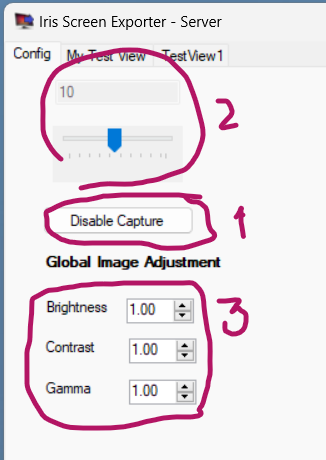 Iris Screen Exporter - Server
Config My Test View TestView1
10
2
Disable Capture
1
Global Image Adjustment
Brightness 1.00
3
Contrast 1.00
Gamma 1.00